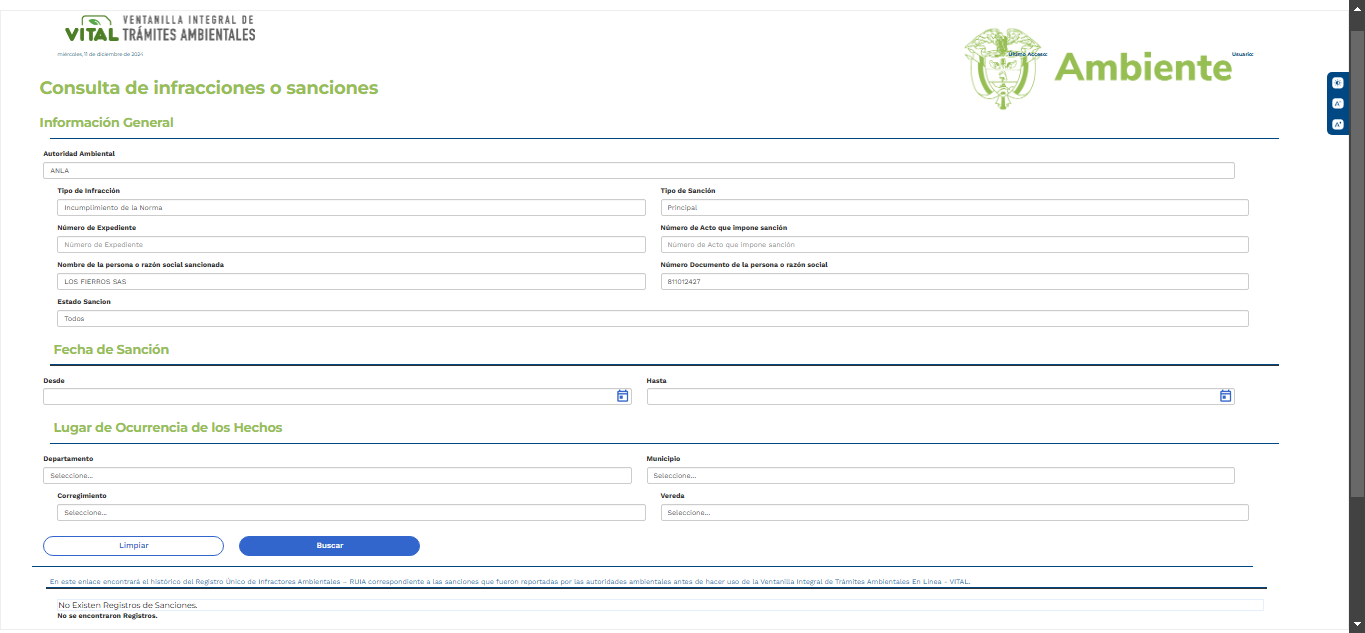 VITAL VENTANILLA INTEGRAL DE
TRÁMITES AMBIENTALES
miércoles, 11 de diciembre de 2024
Último Acceso:
Usuario:
Ambiente
Consulta de infracciones o sanciones
Información General
Autoridad Ambiental
ANLA
Tipo de Infracción
Tipo de Sanción
Incumplimiento de la Norma
Principal
Número de Expediente
Número de Acto que impone sanción
Número de Expediente
Número de Acto que Impone sanción
Nombre de la persona o razón social sancionada
Número Documento de la persona o razón social
LOS FIERROS SAS
811012427
Estado Sancion
Todos
Fecha de Sanción
Desde
Hasta
Lugar de Ocurrencia de los Hechos
Departamento
Municipio
Seleccione...
Seleccione...
Corregimiento
Vereda
Seleccione...
Seleccione...
Limpiar
Buscar
En este enlace encontrará el histórico del Registro Único de Infractores Ambientales – RUIA correspondiente a las sanciones que fueron reportadas por las autoridades ambientales antes de hacer uso de la Ventanilla Integral de Trámites Ambientales En Línea - VITAL.
No Existen Registros de Sanciones.
No se encontraron Registros.